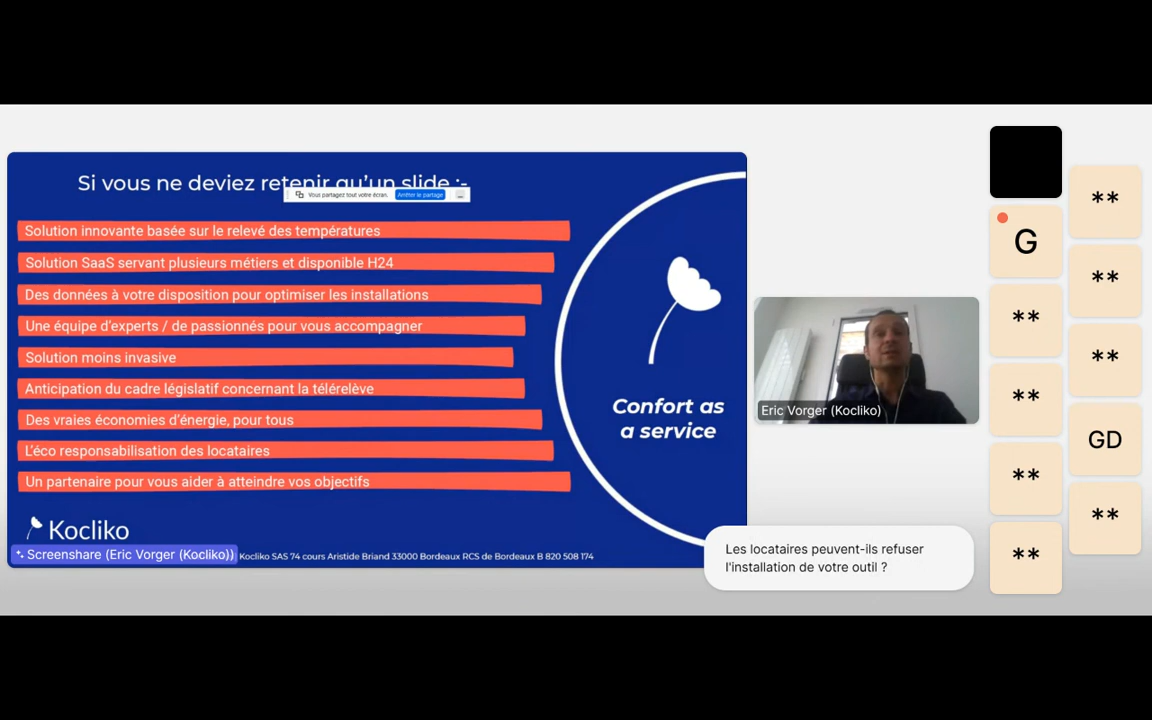 Si vous ne deviez retenir qu'un slide :-
Vous partagez tout votre écran. Arrêter le partage
Solution innovante basée sur le relevé des températures
Solution SaaS servant plusieurs métiers et disponible H24
Des données à votre disposition pour optimiser les installations
Une équipe d'experts / de passionnés pour vous accompagner
Solution moins invasive
Anticipation du cadre législatif concernant la télérelève
Des vraies économies d'énergie, pour tous
L'éco responsabilisation des locataires
Un partenaire pour vous aider à atteindre vos objectifs
Confort as
a service
Kocliko
Screenshare (Eric Vorger (Kocliko))
Kocliko SAS 74 cours Aristide Briand 33000 Bordeaux RCS de Bordeaux B 820 508 174
Eric Vorger (Kocliko)
Les locataires peuvent-ils refuser
l'installation de votre outil ?
G
**
**
**
**
**
**
**
GD
**